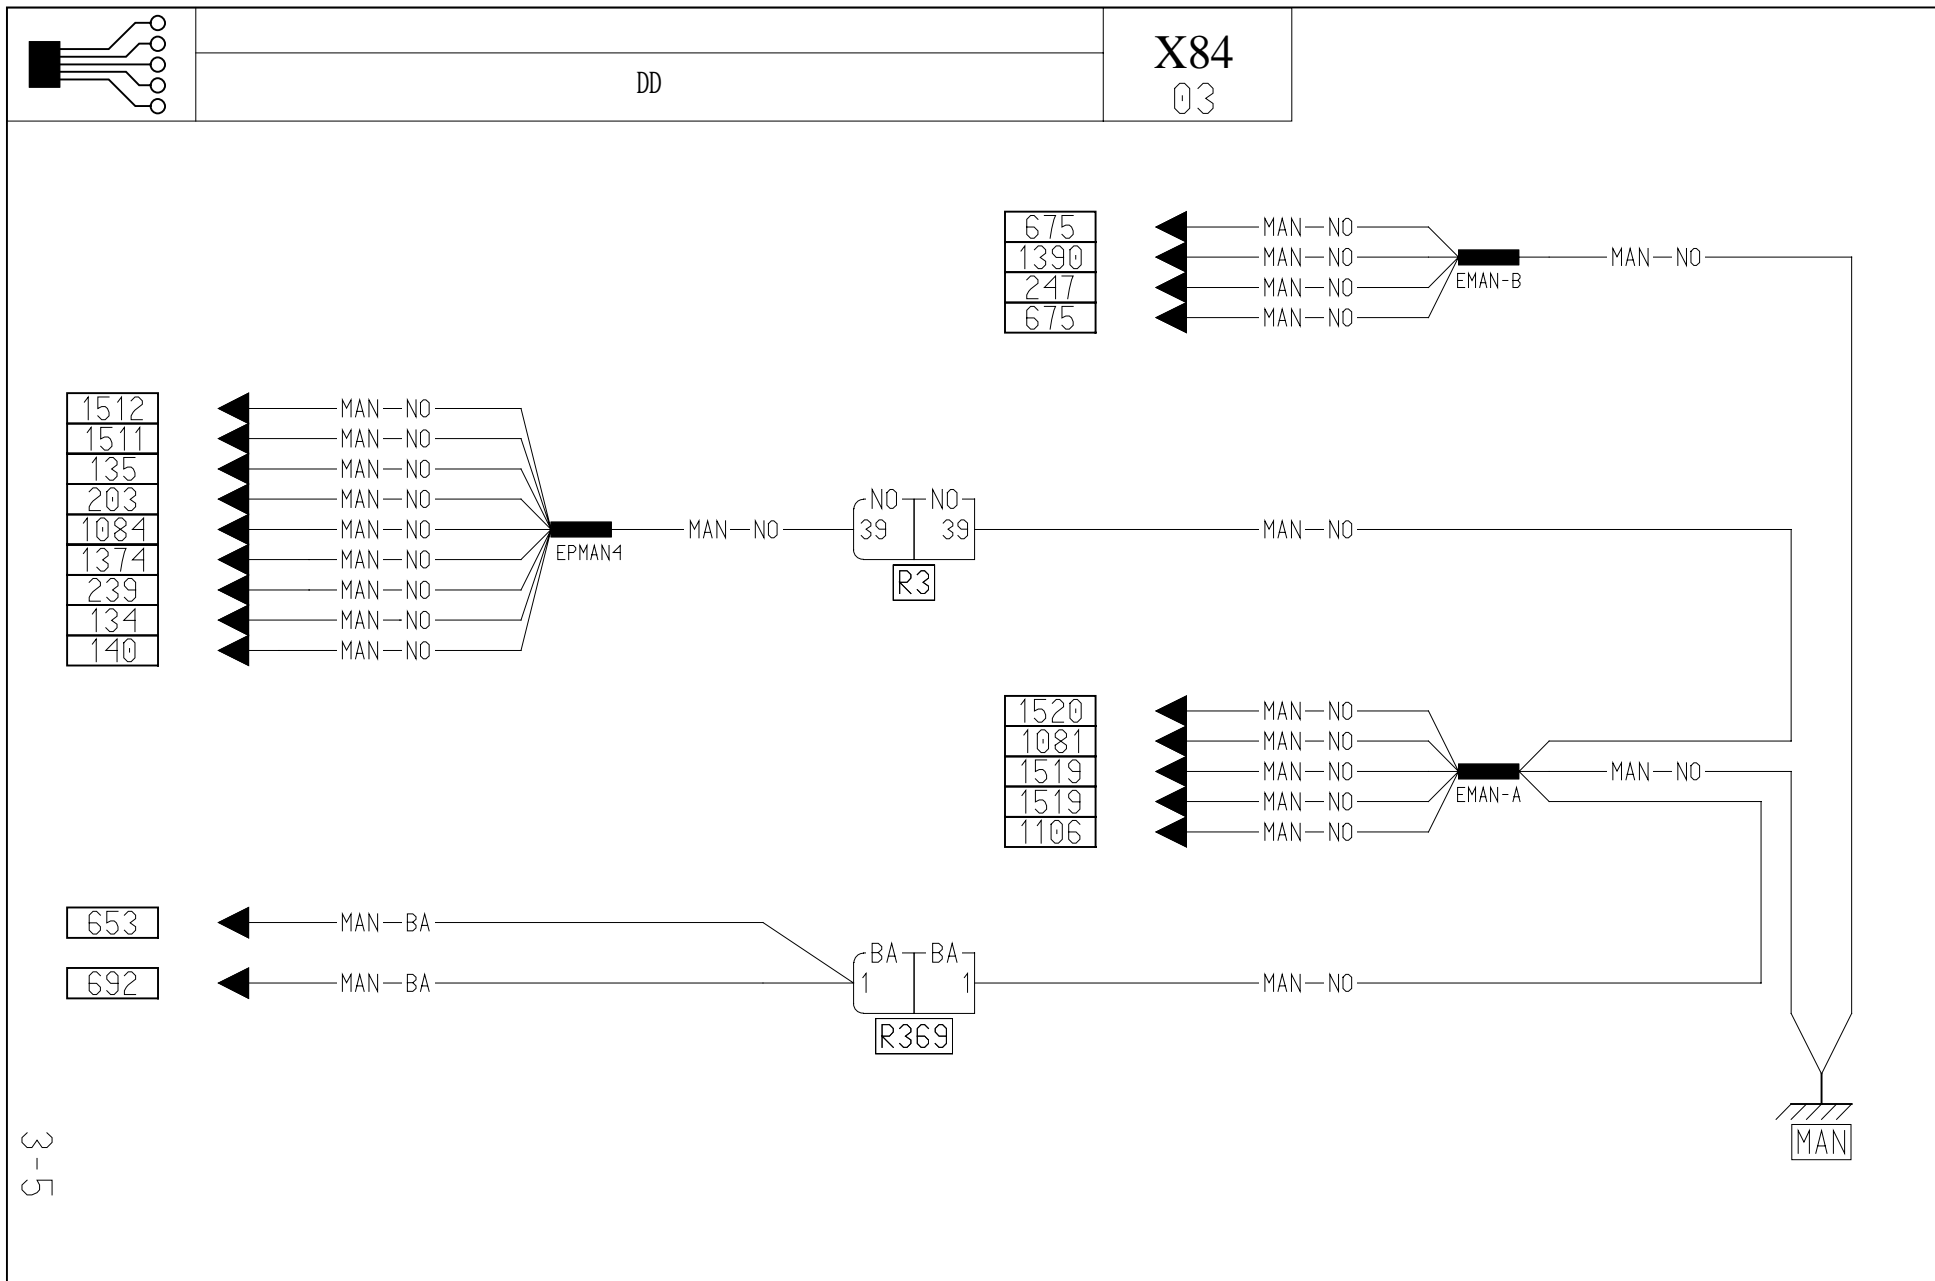 DD
X84
03
675 MAN-NO
1390 MAN-NO MAN-NO
247 MAN-NO
EMAN-B
675 MAN-NO
1512 MAN-NO
1511 MAN-NO
135 MAN-NO
203 MAN-NO NO NO
1084 MAN-NO MAN-NO 39 39 MAN-NO
EPMAN4
1374 MAN-NO
R3
239 MAN-NO
134 MAN-NO
140 MAN-NO
1520 MAN-NO
1081 MAN-NO
1519 MAN-NO MAN-NO
EMAN-A
1519 MAN-NO
1106 MAN-NO
653 MAN-BA
BA BA
692 MAN-BA 1 1 MAN-NO
R369
MAN
3-5